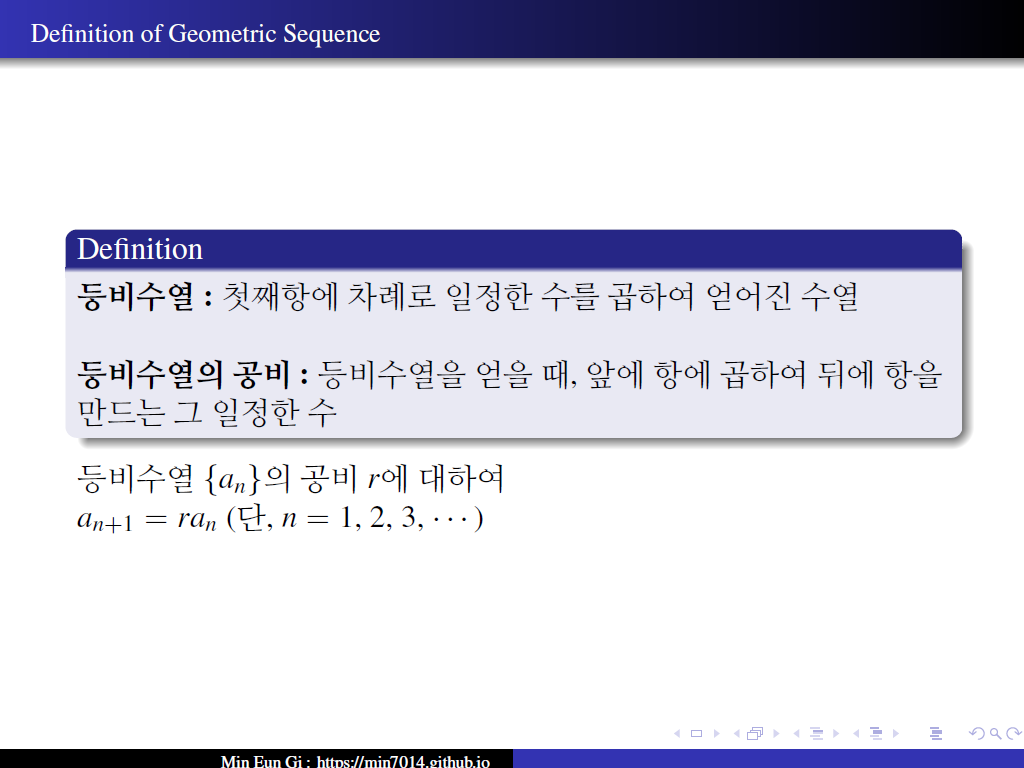 Definition of Geometric Sequence
Definition
등비수열 : 첫째항에 차례로 일정한 수를 곱하여 얻어진 수열
등비수열의 공비 : 등비수열을 얻을 때, 앞에 항에 곱하여 뒤에 항을
만드는 그 일정한 수
등비수열 {aₙ}의 공비 r에 대하여
aₙ₊₁ = raₙ (단, n = 1, 2, 3, ⋯ )
Min Eun Gi : https://min7014.github.io